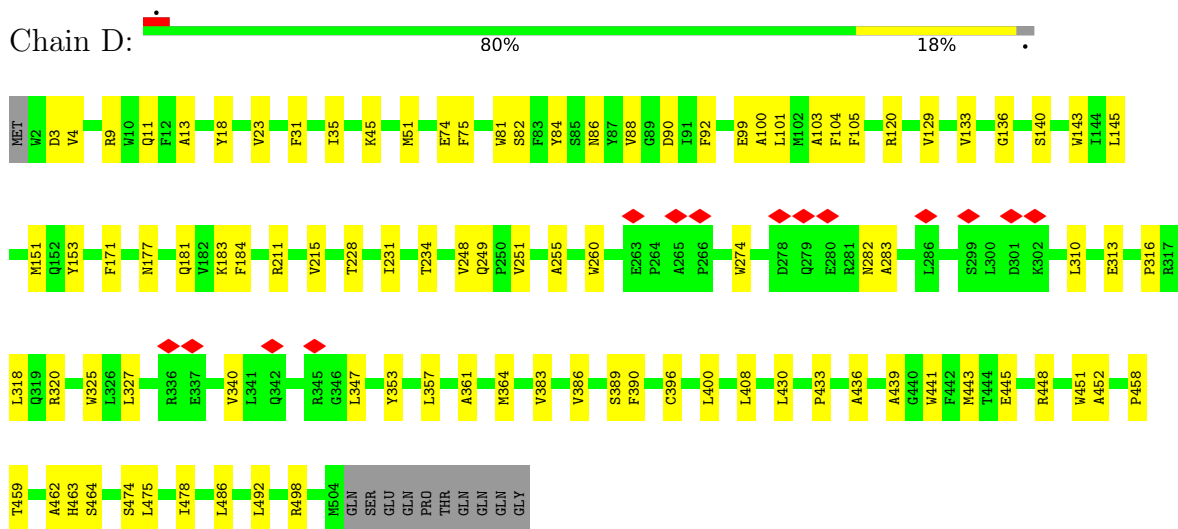 Chain D:
•
80%
18%
•
MET W2 D3 V4 R9 W10 Q11 F12 A13 Y18 V23 F31 I35 K45 M51 E74 F75 W81 S82 F83 Y84 S85 N86 Y87 V88 G89 D90 I91 F92 E99 A100 L101 M102 A103 F104 F105 R120 V129 V133 G136 S140 W143 I144 L145
M151 Q152 Y153 F171 N177 Q181 V182 K183 F184 R211 V215 T228 I231 T234 V248 Q249 P250 V251 A255 W260 E263 P264 A265 P266 W274 D278 Q279 E280 R281 N282 A283 L286 S299 L300 D301 K302 L310 E313 P316 R317
L318 Q319 R320 W325 L326 L327 R336 E337 V340 L341 Q342 R345 G346 L347 Y353 L357 A361 M364 V383 V386 S389 F390 C396 L400 L408 L430 P433 A436 A439 G440 W441 F442 M443 T444 E445 R448 W451 A452 P458
T459 A462 H463 S464 S474 L475 I478 L486 L492 R498 M504 GLN SER GLU GLN PRO THR GLN GLN GLN GLY